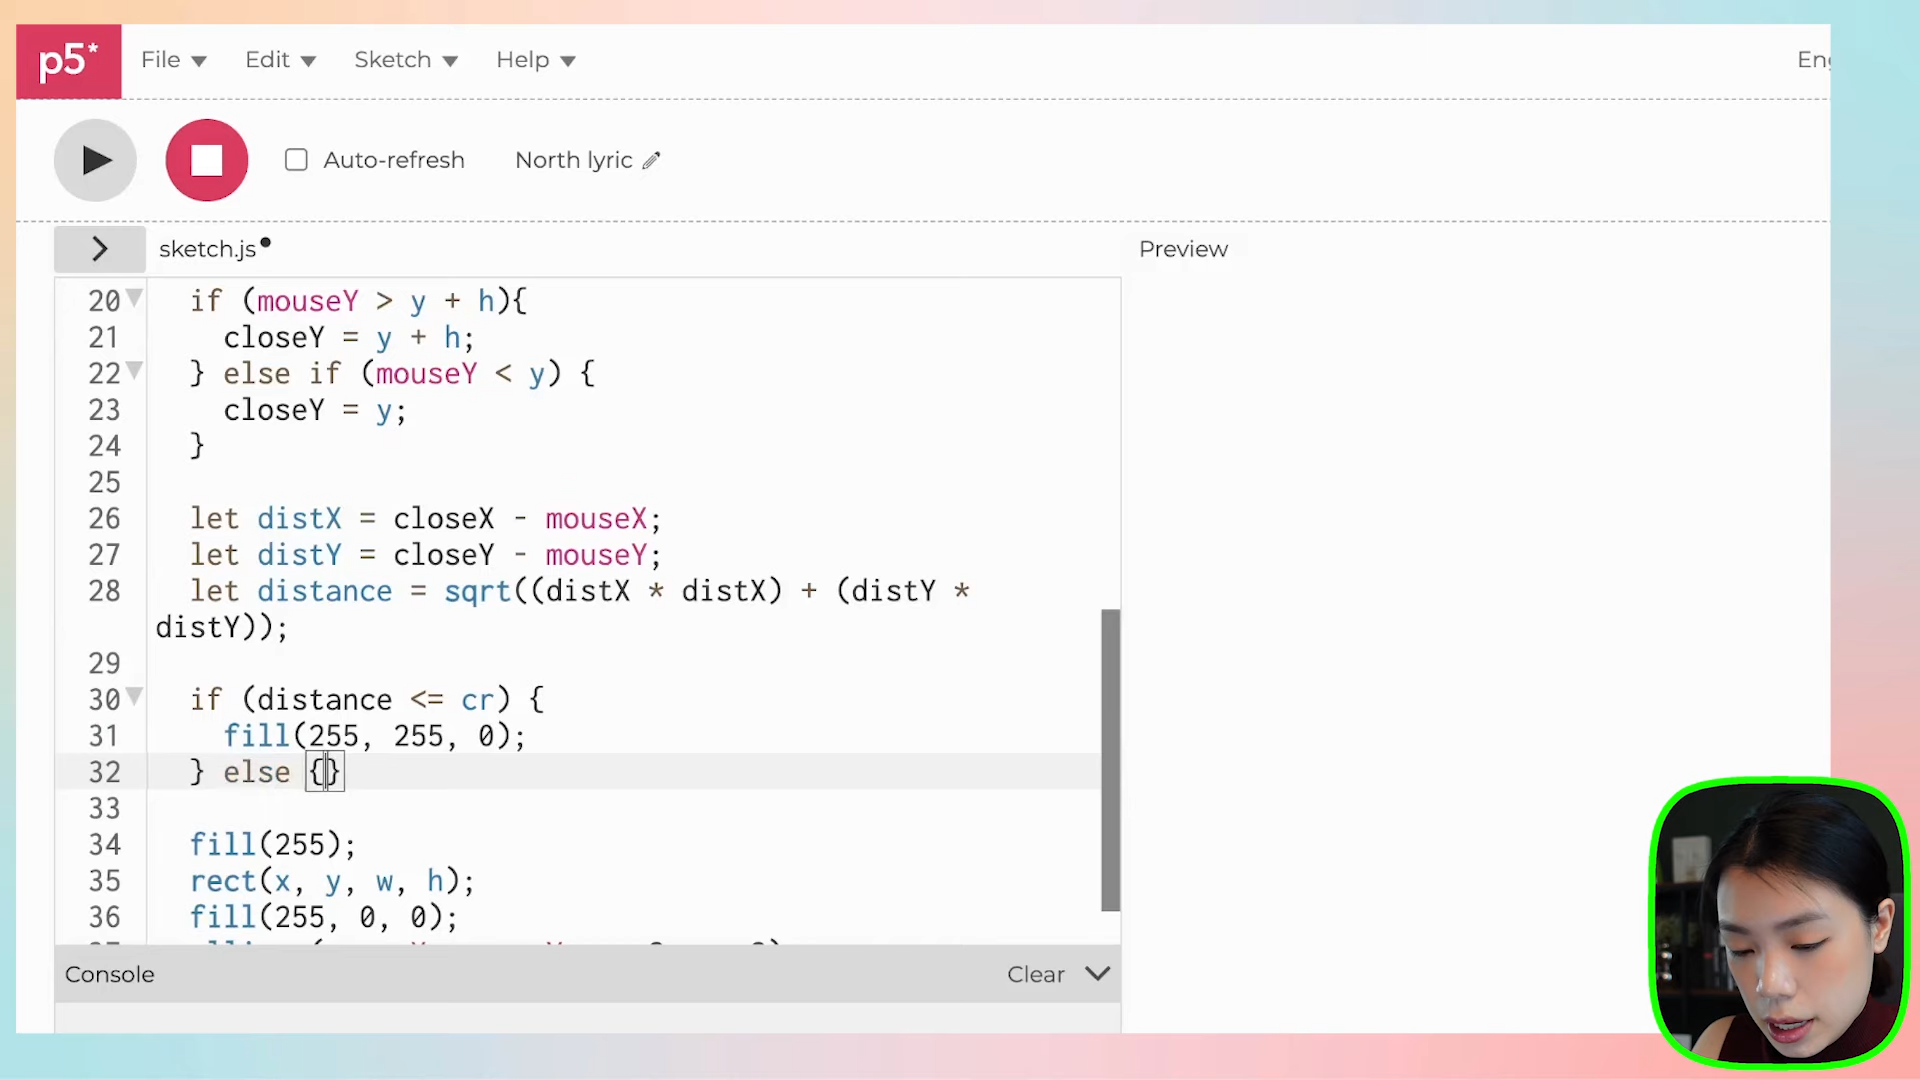 p5* File Edit Sketch Help
Auto-refresh North lyric
sketch.js Preview
20 if (mouseY > y + h){
21 closeY = y + h;
22 } else if (mouseY < y) {
23 closeY = y;
24 }
25
26 let distX = closeX - mouseX;
27 let distY = closeY - mouseY;
28 let distance = sqrt((distX * distX) + (distY *
distY));
29
30 if (distance <= cr) {
31 fill(255, 255, 0);
32 } else {}
33
34 fill(255);
35 rect(x, y, w, h);
36 fill(255, 0, 0);
Console Clear